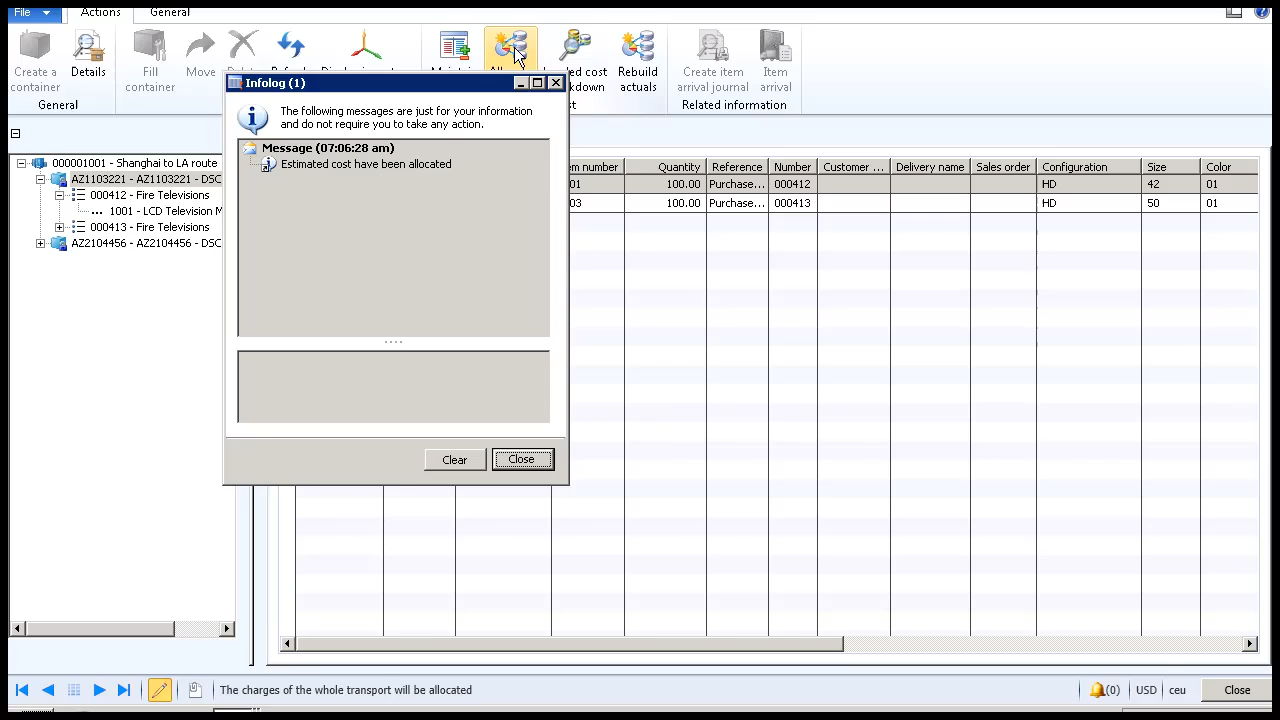 File
Actions
General
Create a
container
Details
Fill
container
Move
Rebuild
actuals
Create item
arrival journal
Item
arrival
General
Related information
Infolog (1)
The following messages are just for your information
and do not require you to take any action.
Message (07:06:28 am)
Estimated cost have been allocated
Clear
Close
000001001 - Shanghai to LA route
AZ1103221 - AZ1103221 - DSC
000412 - Fire Televisions
1001 - LCD Television M
000413 - Fire Televisions
AZ2104456 - AZ2104456 - DSC
em number Quantity Reference Number Customer ... Delivery name Sales order Configuration Size Color
01 100.00 Purchase... 000412 HD 42 01
03 100.00 Purchase... 000413 HD 50 01
The charges of the whole transport will be allocated
(0) USD ceu Close